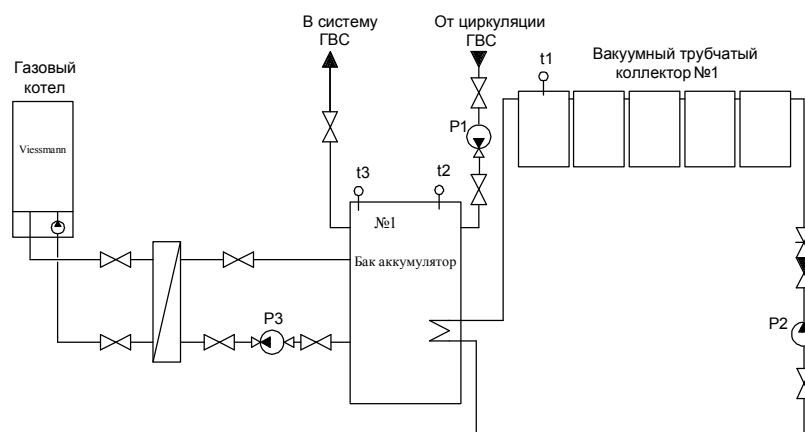 В систему
ГВС
От циркуляции
ГВС
Вакуумный трубчатый
коллектор №1
Газовый
котел
Viessmann
t1
P1
t3
t2
№1
Бак аккумулятор
P3
P2